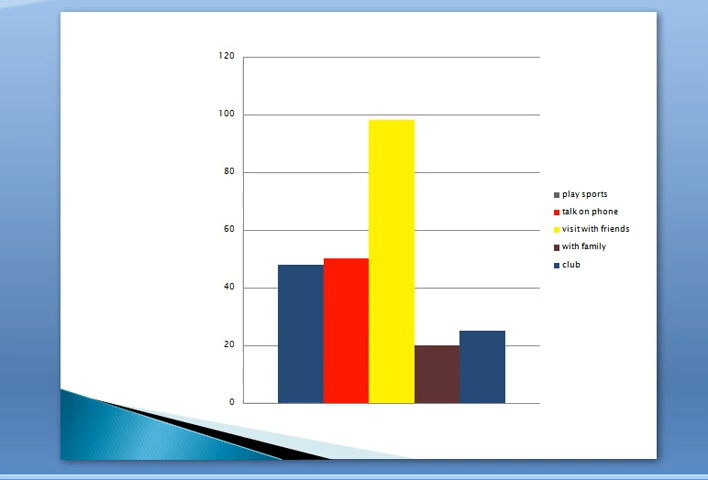 120
100
80
60
40
20
0
play sports
talk on phone
visit with friends
with family
club